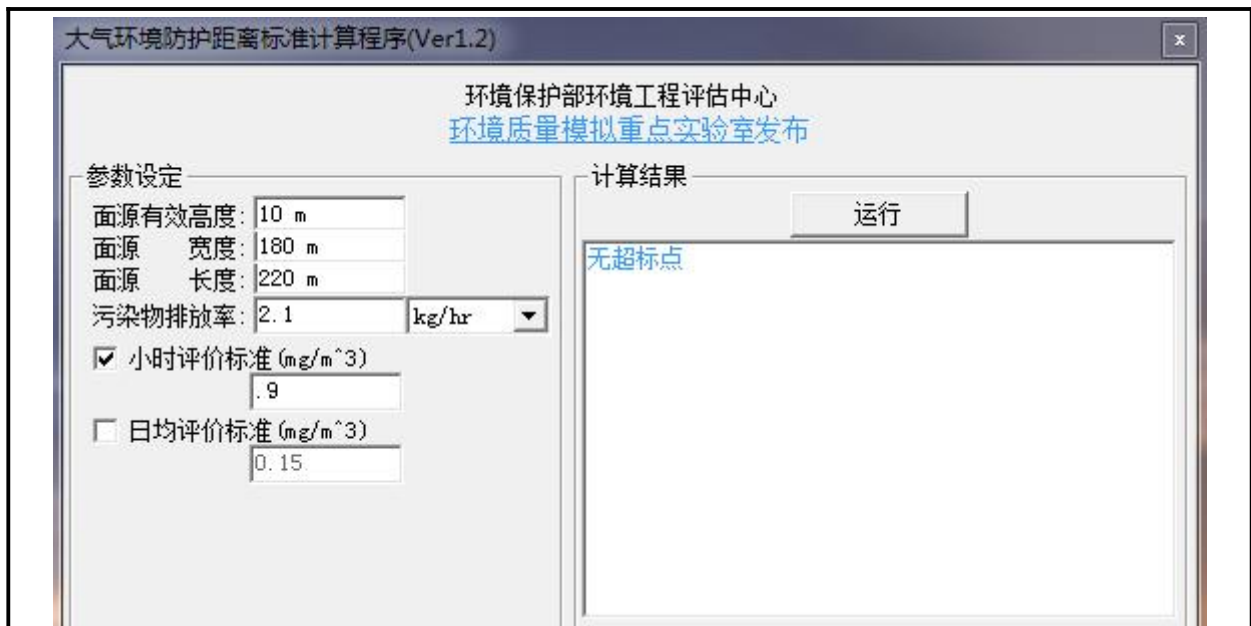 大气环境防护距离标准计算程序(Ver1.2)
x
环境保护部环境工程评估中心
环境质量模拟重点实验室发布
参数设定
面源有效高度: 10 m
面源 宽度: 180 m
面源 长度: 220 m
污染物排放率: 2.1 kg/hr
小时评价标准(mg/m^3)
.9
日均评价标准(mg/m^3)
0.15
计算结果
运行
无超标点